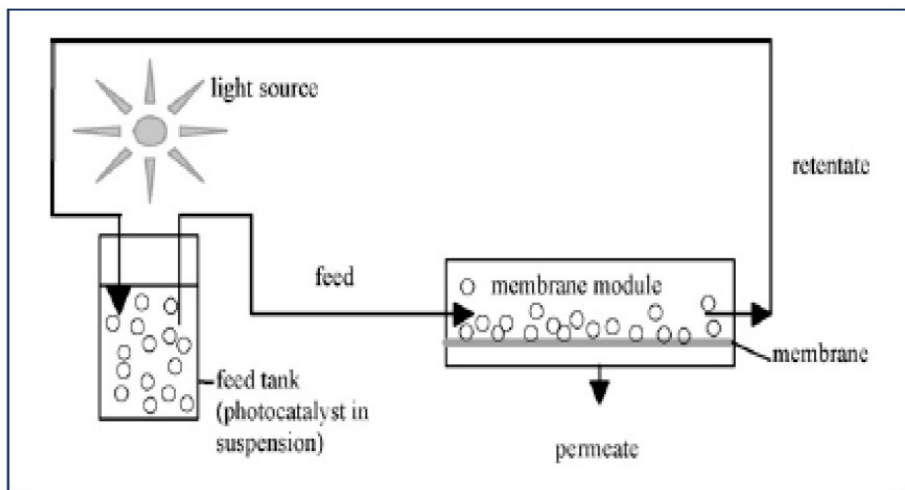 light source
retentate
feed
membrane module
membrane
feed tank
(photocatalyst in
suspension)
permeate